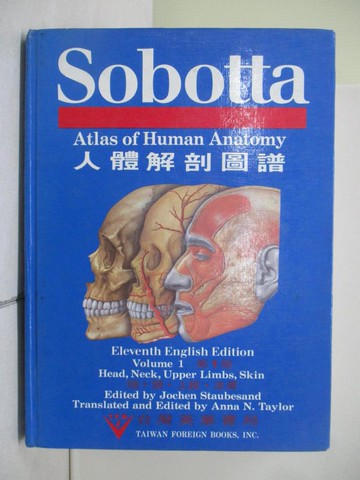 Sobotta
Atlas of Human Anatomy
人體解剖圖譜
Eleventh English Edition
Volume 1
Head, Neck, Upper Limbs, Skin
Edited by Jochen Staubesand
Translated and Edited by Anna N. Taylor
TAIWAN FOREIGN BOOKS, INC.